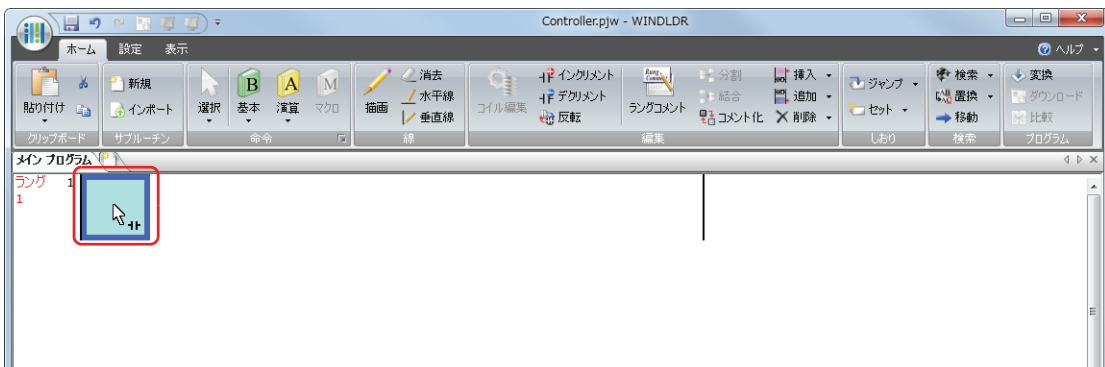 Controller.pjw - WINDLDR
ホーム 設定 表示 ヘルプ
貼り付け 新規 インポート 選択 B 基本 A 演算 M マクロ 描画 消去 水平線 垂直線 コイル編集 インクリメント デクリメント 反転 ラングコメント 分割 結合 コメント化 挿入 追加 削除 ジャンプ セット 検索 置換 移動 変換 ダウンロード 比較
クリップボード サブルーチン 命令 線 編集 しおり 検索 プログラム
メイン プログラム
ラング 1
1